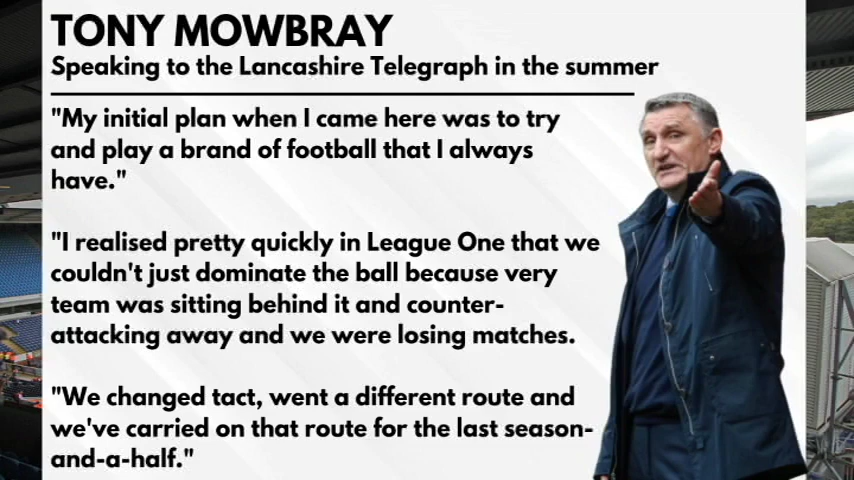 TONY MOWBRAY
Speaking to the Lancashire Telegraph in the summer
"My initial plan when I came here was to try
and play a brand of football that I always
have."
"I realised pretty quickly in League One that we
couldn't just dominate the ball because very
team was sitting behind it and counter-
attacking away and we were losing matches.
"We changed tact, went a different route and
we've carried on that route for the last season-
and-a-half."